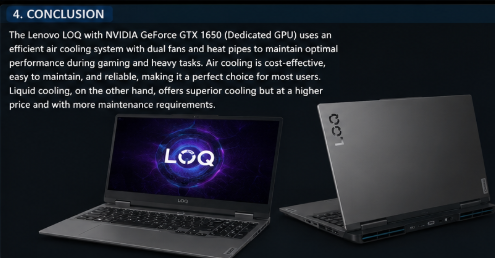 4. CONCLUSION
The Lenovo LOQ with NVIDIA GeForce GTX 1650 (Dedicated GPU) uses an
efficient air cooling system with dual fans and heat pipes to maintain optimal
performance during gaming and heavy tasks. Air cooling is cost-effective,
easy to maintain, and reliable, making it a perfect choice for most users.
Liquid cooling, on the other hand, offers superior cooling but at a higher
price and with more maintenance requirements.
LOQ
LOQ
LOQ